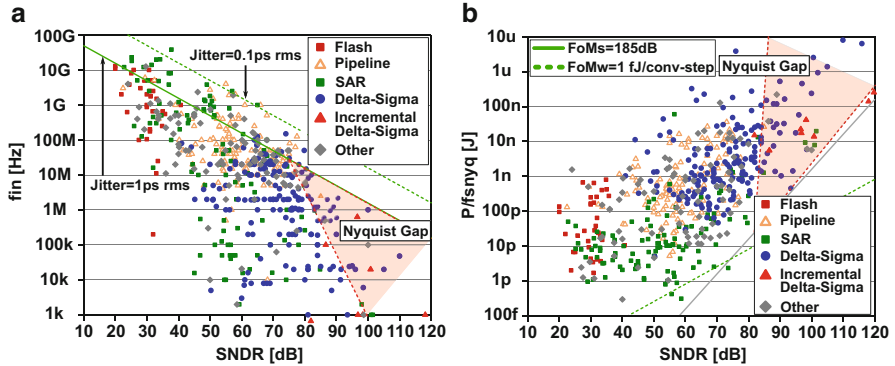 a
100G
10G
1G
100M
10M
1M
100k
10k
1k
fin [Hz]
10 20 30 40 50 60 70 80 90 100 110 120
SNDR [dB]
Jitter=0.1ps rms
Jitter=1ps rms
Flash
Pipeline
SAR
Delta-Sigma
Incremental
Delta-Sigma
Other
Nyquist Gap
b
10u
1u
100n
10n
1n
100p
10p
1p
100f
P/fsnyq [J]
20 30 40 50 60 70 80 90 100 110 120
SNDR [dB]
FoMs=185dB
FoMw=1 fJ/conv-step
Nyquist Gap
Flash
Pipeline
SAR
Delta-Sigma
Incremental
Delta-Sigma
Other